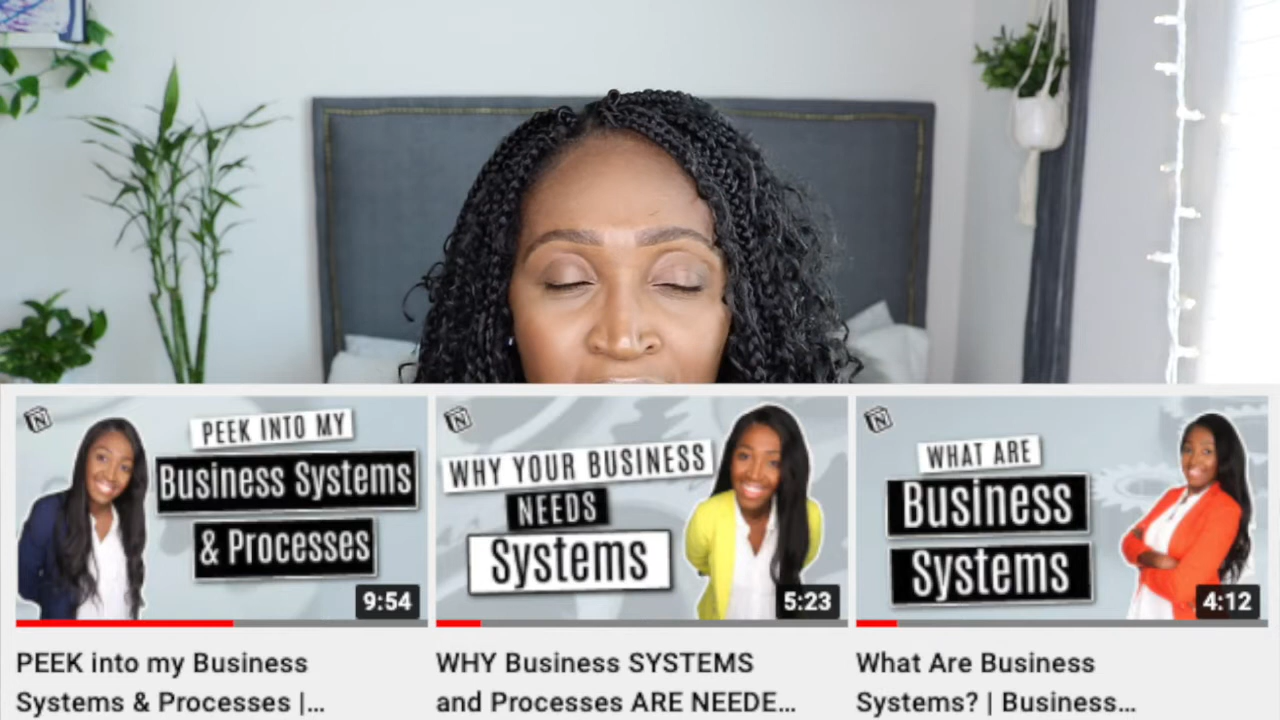 N
PEEK INTO MY
Business Systems
& Processes
9:54
N
WHY YOUR BUSINESS
NEEDS
Systems
5:23
N
WHAT ARE
Business
Systems
4:12
PEEK into my Business
Systems & Processes |...
WHY Business SYSTEMS
and Processes ARE NEEDE...
What Are Business
Systems? | Business...